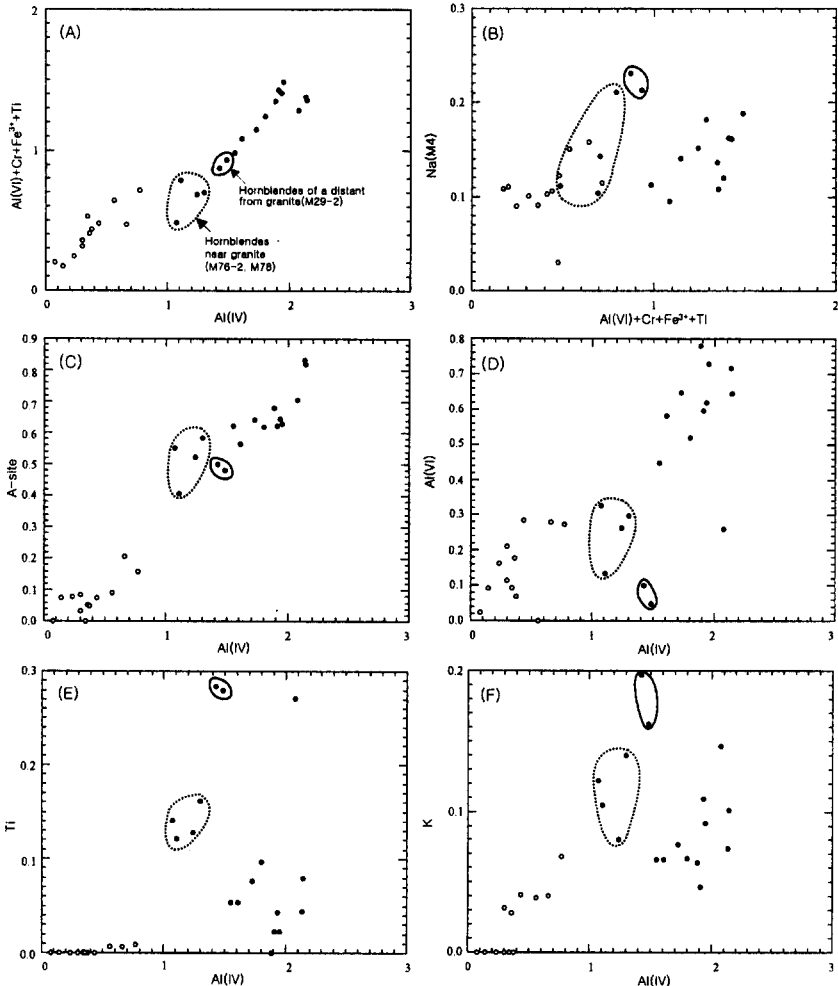 (A)
2
1
0
0
1
2
3
Al(VI)+Cr+Fe³⁺+Ti
Al(IV)
Hornblendes of a distant
from granite(M29-2)
Hornblendes
near granite
(M76-2, M78)
(B)
0.3
0.2
0.1
0.0
0
1
2
Na(M4)
Al(VI)+Cr+Fe³⁺+Ti
(C)
0.9
0.8
0.7
0.6
0.5
0.4
0.3
0.2
0.1
0.0
0
1
2
3
A-site
Al(IV)
(D)
0.8
0.7
0.6
0.5
0.4
0.3
0.2
0.1
0.0
0
1
2
3
Al(VI)
Al(IV)
(E)
0.3
0.2
0.1
0.0
0
1
2
3
Ti
Al(IV)
(F)
0.2
0.1
0.0
0
1
2
3
K
Al(IV)